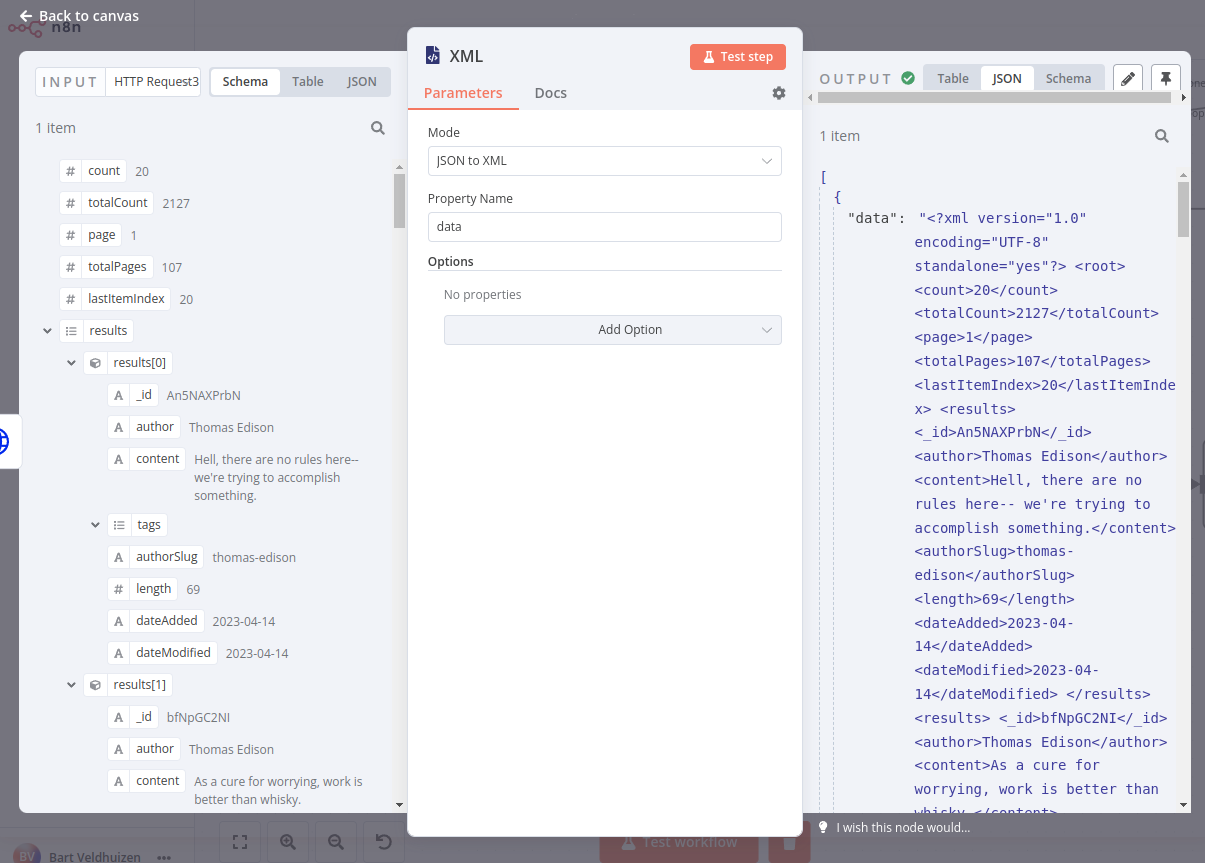 Back to canvas
n8n
INPUT
HTTP Request3
Schema
Table
JSON
1 item
# count 20
# totalCount 2127
# page 1
# totalPages 107
# lastItemIndex 20
results
results[0]
A _id An5NAXPrbN
A author Thomas Edison
A content Hell, there are no rules here--
we're trying to accomplish
something.
tags
A authorSlug thomas-edison
# length 69
A dateAdded 2023-04-14
A dateModified 2023-04-14
results[1]
A _id bfNpGC2NI
A author Thomas Edison
A content As a cure for worrying, work is
better than whisky.
XML
Test step
Parameters
Docs
Mode
JSON to XML
Property Name
data
Options
No properties
Add Option
OUTPUT
Table
JSON
Schema
1 item
[
{
"data": "<?xml version="1.0"
encoding="UTF-8"
standalone="yes"?> <root>
<count>20</count>
<totalCount>2127</totalCount>
<page>1</page>
<totalPages>107</totalPages>
<lastItemIndex>20</lastItemInde
x> <results>
<_id>An5NAXPrbN</_id>
<author>Thomas Edison</author>
<content>Hell, there are no
rules here-- we're trying to
accomplish something.</content>
<authorSlug>thomas-
edison</authorSlug>
<length>69</length>
<dateAdded>2023-04-
14</dateAdded>
<dateModified>2023-04-
14</dateModified> </results>
<results> <_id>bfNpGC2NI</_id>
<author>Thomas Edison</author>
<content>As a cure for
worrying, work is better than
whisky.</content>
I wish this node would...
BV Bart Veldhuizen
Test workflow